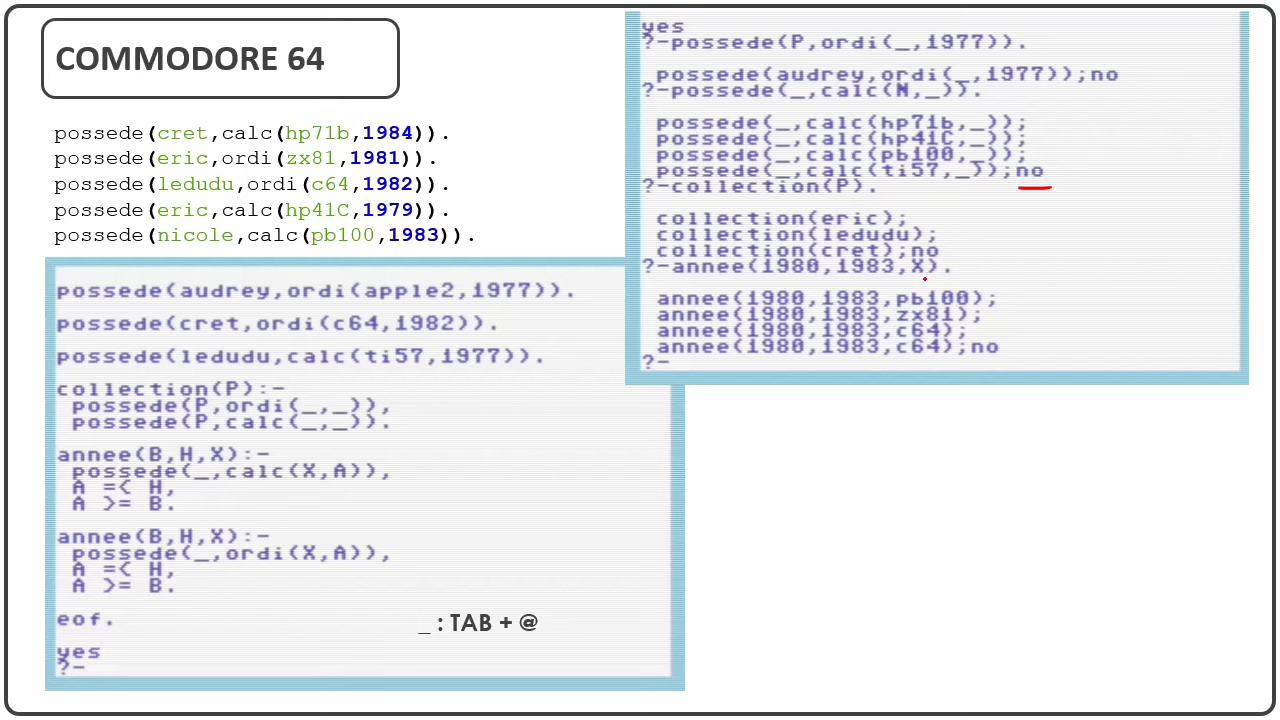 COMMODORE 64
possede(cret,calc(hp71b,1984)).
possede(eric,ordi(zx81,1981)).
possede(ledudu,ordi(c64,1982)).
possede(eric,calc(hp41C,1979)).
possede(nicole,calc(pb100,1983)).
possede(audrey,ordi(apple2,1977)).
possede(cret,ordi(c64,1982)).
possede(ledudu,calc(ti57,1977)).
collection(P):-
possede(P,ordi(_,_)),
possede(P,calc(_,_)).
annee(B,H,X):-
possede(_,calc(X,A)),
A =< H,
A >= B.
annee(B,H,X):-
possede(_,ordi(X,A)),
A =< H,
A >= B.
eof.
_ : TAB + @
yes
?-
yes
?-possede(P,ordi(_,1977)).
possede(audrey,ordi(_,1977));no
?-possede(_,calc(N,_)).
possede(_,calc(hp71b,_));
possede(_,calc(hp41C,_));
possede(_,calc(pb100,_));
possede(_,calc(ti57,_));no
?-collection(P).
collection(eric);
collection(ledudu);
collection(cret);no
?-annee(1980,1983,X).
annee(1980,1983,pb100);
annee(1980,1983,zx81);
annee(1980,1983,c64);
annee(1980,1983,c64);no
?-